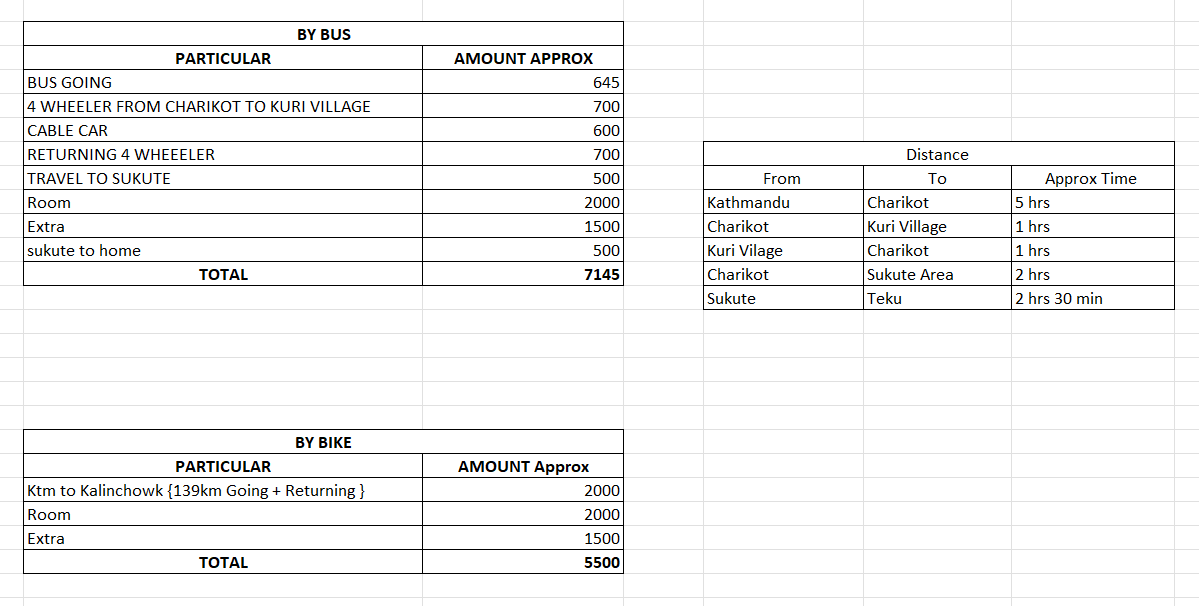 BY BUS
PARTICULAR AMOUNT APPROX
BUS GOING 645
4 WHEELER FROM CHARIKOT TO KURI VILLAGE 700
CABLE CAR 600
RETURNING 4 WHEEELER 700
TRAVEL TO SUKUTE 500
Room 2000
Extra 1500
sukute to home 500
TOTAL 7145
Distance
From To Approx Time
Kathmandu Charikot 5 hrs
Charikot Kuri Village 1 hrs
Kuri Vilage Charikot 1 hrs
Charikot Sukute Area 2 hrs
Sukute Teku 2 hrs 30 min
BY BIKE
PARTICULAR AMOUNT Approx
Ktm to Kalinchowk {139km Going + Returning } 2000
Room 2000
Extra 1500
TOTAL 5500